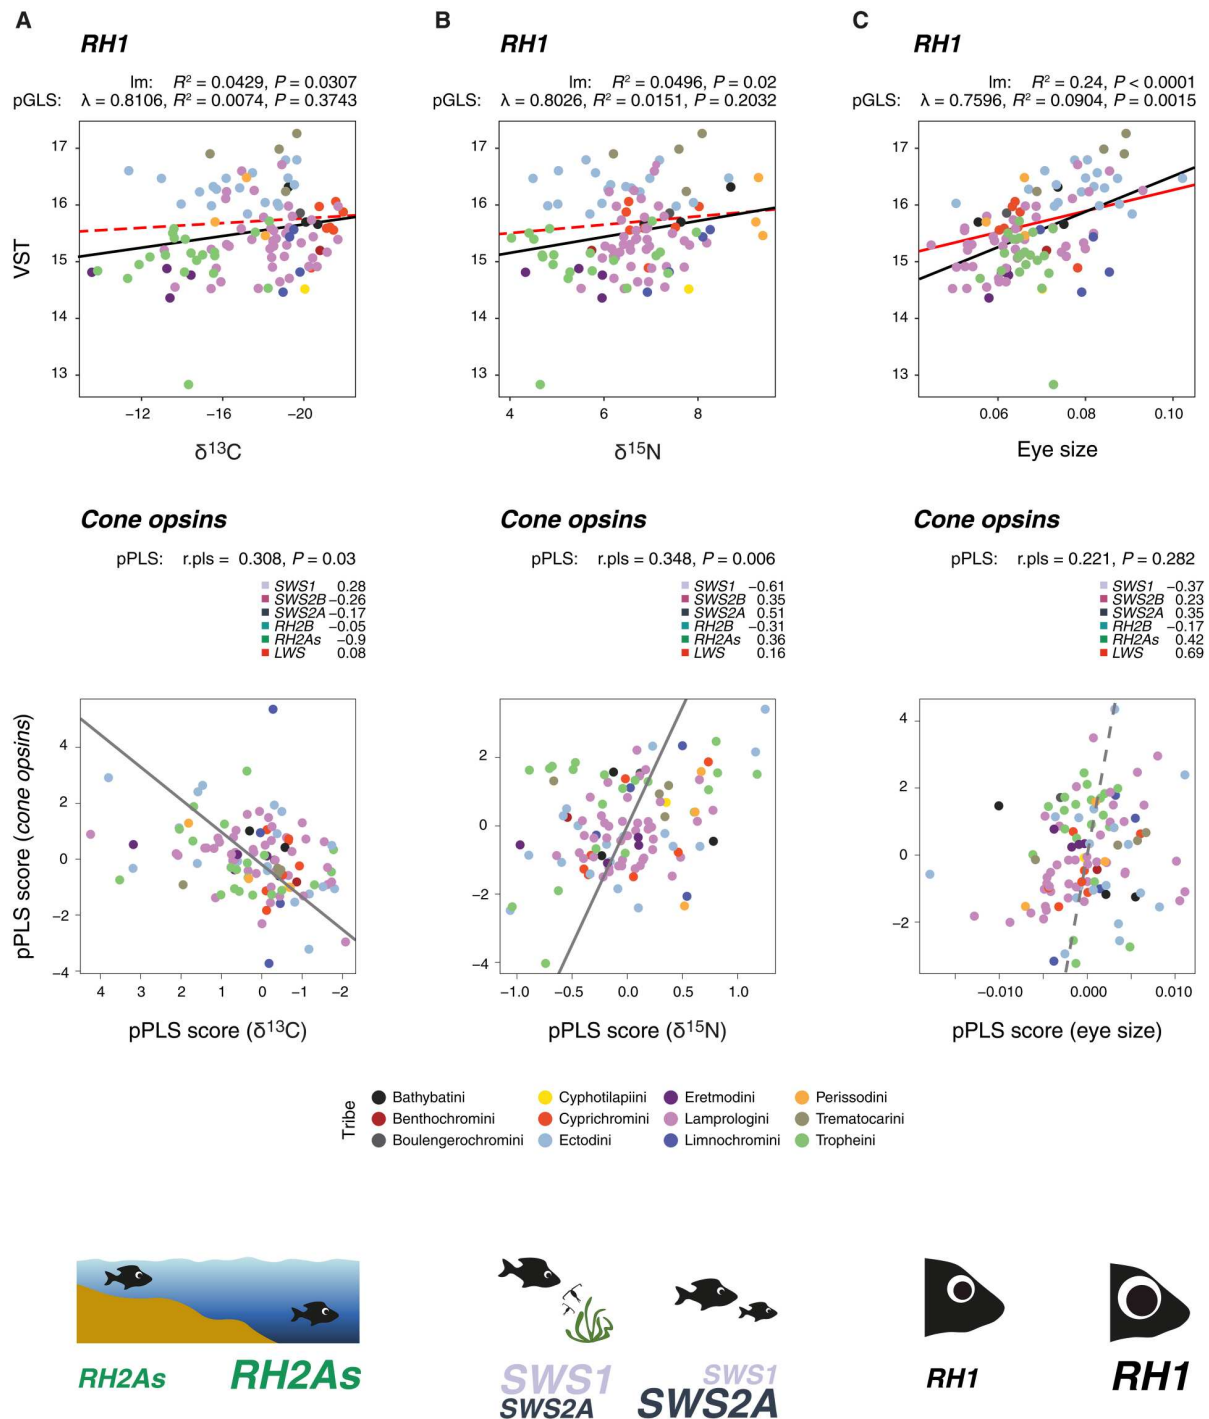 A
RH1
lm: R² = 0.0429, P = 0.0307
pGLS: λ = 0.8106, R² = 0.0074, P = 0.3743
17
16
15
14
13
VST
−12 −16 −20
δ¹³C
B
RH1
lm: R² = 0.0496, P = 0.02
pGLS: λ = 0.8026, R² = 0.0151, P = 0.2032
4 6 8
δ¹⁵N
C
RH1
lm: R² = 0.24, P < 0.0001
pGLS: λ = 0.7596, R² = 0.0904, P = 0.0015
17
16
15
14
13
0.06 0.08 0.10
Eye size
Cone opsins
pPLS: r.pls = 0.308, P = 0.03
SWS1 0.28
SWS2B −0.26
SWS2A −0.17
RH2B −0.05
RH2As −0.9
LWS 0.08
4
2
0
−2
−4
pPLS score (cone opsins)
4 3 2 1 0 −1 −2
pPLS score (δ¹³C)
Cone opsins
pPLS: r.pls = 0.348, P = 0.006
SWS1 −0.61
SWS2B 0.35
SWS2A 0.51
RH2B −0.31
RH2As 0.36
LWS 0.16
2
0
−2
−4
−1.0 −0.5 0.0 0.5 1.0
pPLS score (δ¹⁵N)
Cone opsins
pPLS: r.pls = 0.221, P = 0.282
SWS1 −0.37
SWS2B 0.23
SWS2A 0.35
RH2B −0.17
RH2As 0.42
LWS 0.69
4
2
0
−2
−0.010 0.000 0.010
pPLS score (eye size)
Tribe
Bathybatini Cyphotilapiini Eretmodini Perissodini
Benthochromini Cyprichromini Lamprologini Trematocarini
Boulengerochromini Ectodini Limnochromini Tropheini
RH2As RH2As
SWS1 SWS1
SWS2A SWS2A
RH1 RH1